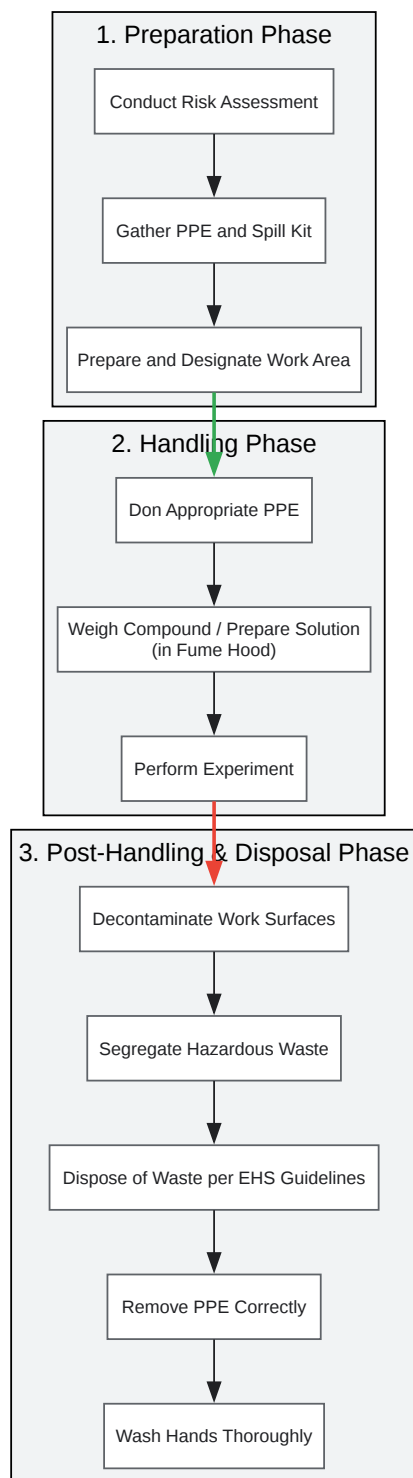 1. Preparation Phase
Conduct Risk Assessment
Gather PPE and Spill Kit
Prepare and Designate Work Area
2. Handling Phase
Don Appropriate PPE
Weigh Compound / Prepare Solution
(in Fume Hood)
Perform Experiment
3. Post-Handling & Disposal Phase
Decontaminate Work Surfaces
Segregate Hazardous Waste
Dispose of Waste per EHS Guidelines
Remove PPE Correctly
Wash Hands Thoroughly